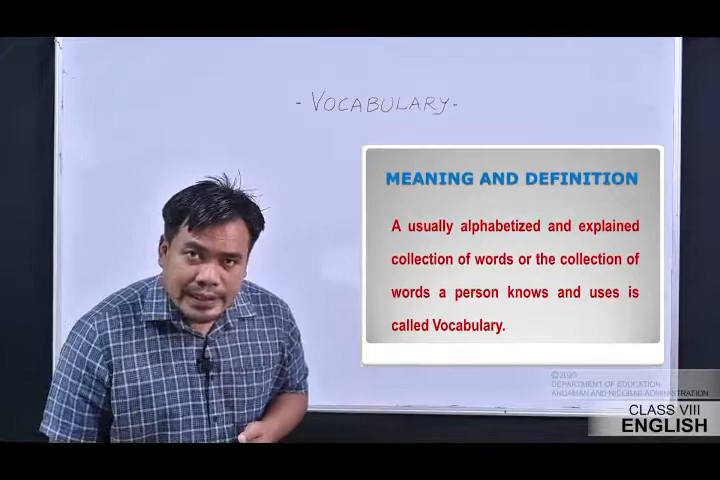 - VOCABULARY -
MEANING AND DEFINITION
A usually alphabetized and explained
collection of words or the collection of
words a person knows and uses is
called Vocabulary.
©2020
DEPARTMENT OF EDUCATION
ANDAMAN AND NICOBAR ADMINISTRATION
CLASS VIII
ENGLISH